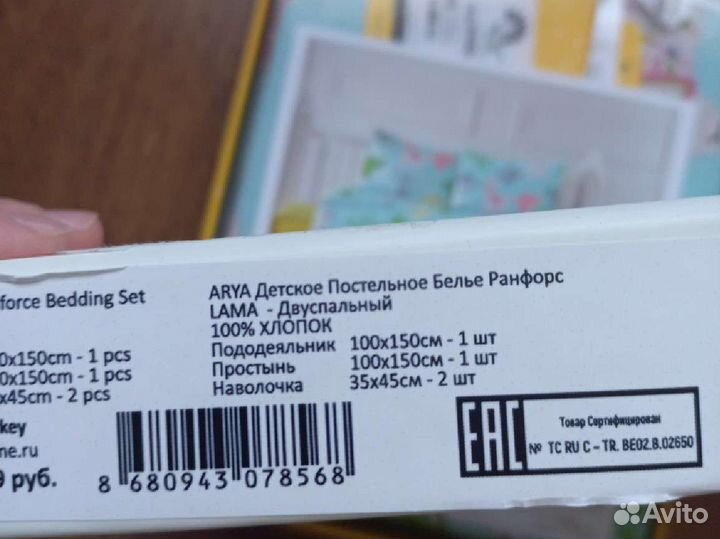 force Bedding Set
0x150cm - 1 pcs
0x150cm - 1 pcs
x45cm - 2 pcs
key
ne.ru
9 руб.
ARYA Детское Постельное Белье Ранфорс
LAMA - Двуспальный
100% ХЛОПОК
Пододеяльник 100x150см - 1 шт
Простынь 100x150см - 1 шт
Наволочка 35x45см - 2 шт
8 680943 078568
EAC
Товар Сертифицирован
№ TC RU C – TR. BE02.B.02650
Avito